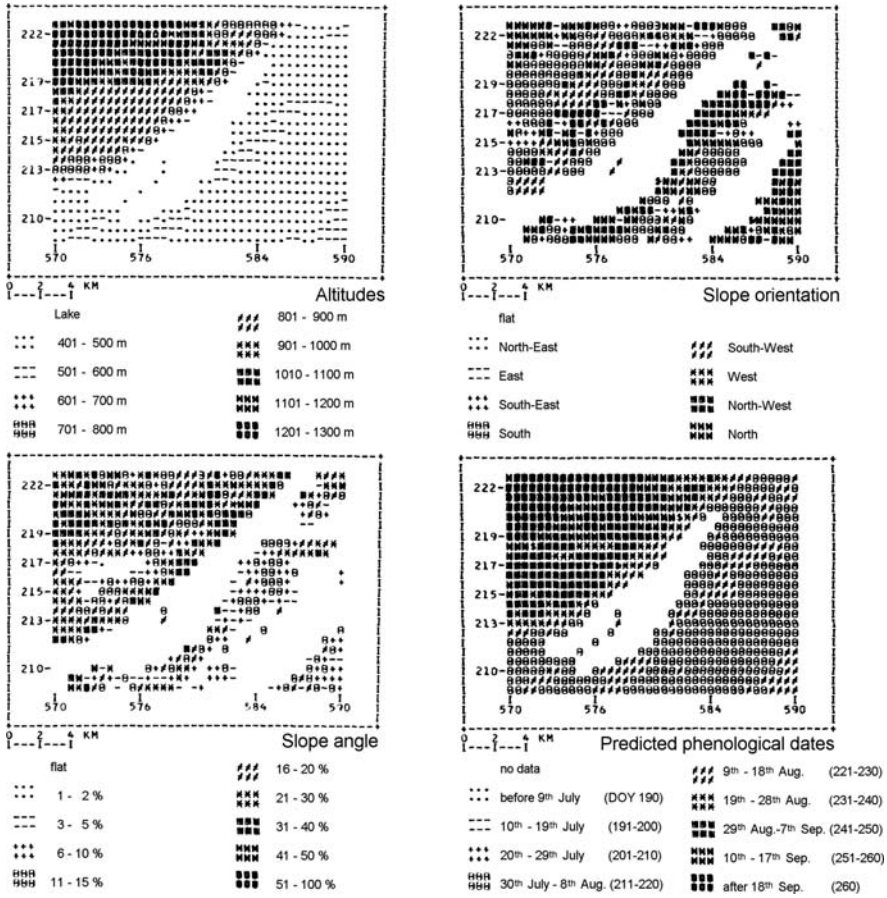 222
219
217
215
213
210
570 576 584 590
0 2 4 KM
Altitudes
Lake
401 - 500 m
501 - 600 m
601 - 700 m
701 - 800 m
801 - 900 m
901 - 1000 m
1010 - 1100 m
1101 - 1200 m
1201 - 1300 m
222
219
217
215
213
210
570 576 584 590
0 2 4 KM
Slope orientation
flat
North-East
East
South-East
South
South-West
West
North-West
North
222
219
217
215
213
210
570 576 584 590
0 2 4 KM
Slope angle
flat
1 - 2 %
3 - 5 %
6 - 10 %
11 - 15 %
16 - 20 %
21 - 30 %
31 - 40 %
41 - 50 %
51 - 100 %
222
219
217
215
213
210
570 576 584 590
0 2 4 KM
Predicted phenological dates
no data
before 9th July (DOY 190)
10th - 19th July (191-200)
20th - 29th July (201-210)
30th July - 8th Aug. (211-220)
9th - 18th Aug. (221-230)
19th - 28th Aug. (231-240)
29th Aug.-7th Sep. (241-250)
10th - 17th Sep. (251-260)
after 18th Sep. (260)